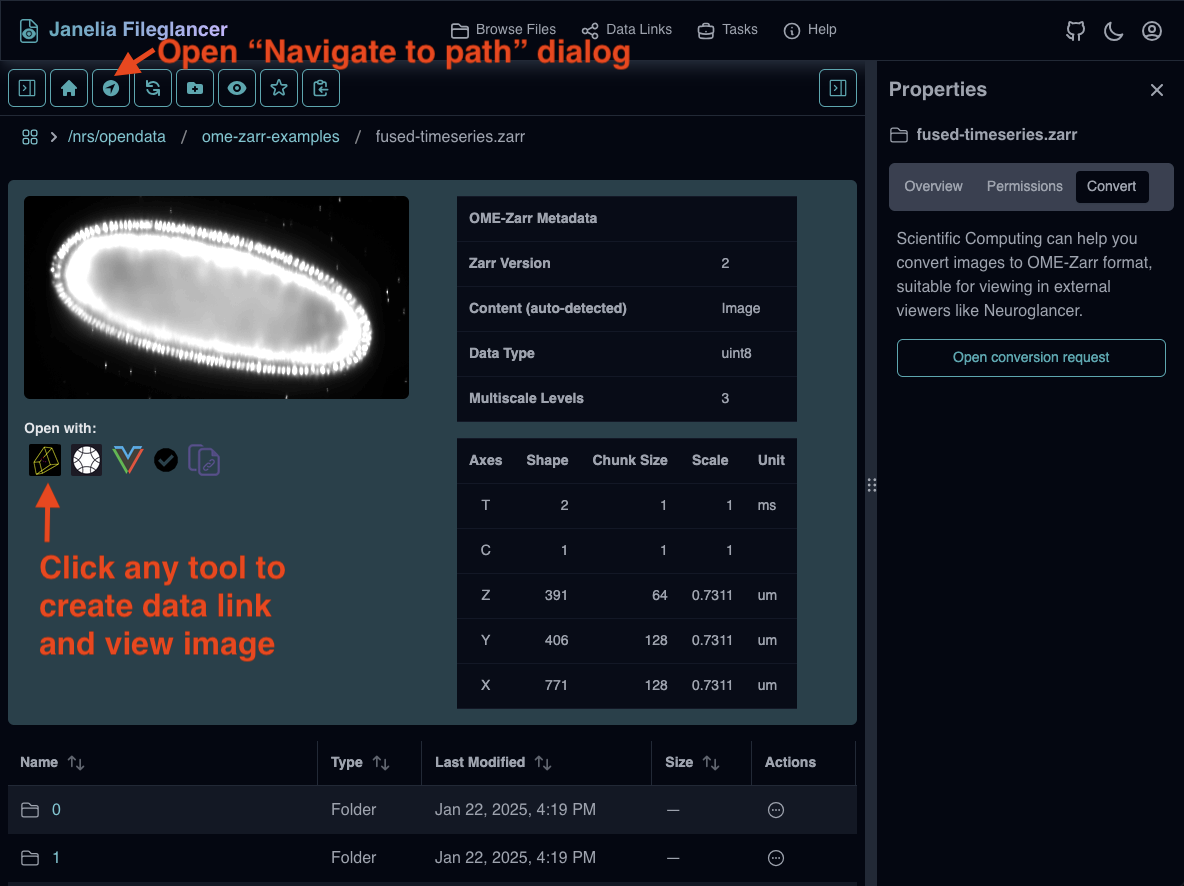 Janelia Fileglancer
Browse Files
Data Links
Tasks
Help
Open “Navigate to path” dialog
/nrs/opendata / ome-zarr-examples / fused-timeseries.zarr
OME-Zarr Metadata
Zarr Version 2
Content (auto-detected) Image
Data Type uint8
Multiscale Levels 3
Open with:
Click any tool to
create data link
and view image
Axes Shape Chunk Size Scale Unit
T 2 1 1 ms
C 1 1 1
Z 391 64 0.7311 um
Y 406 128 0.7311 um
X 771 128 0.7311 um
Name Type Last Modified Size Actions
0 Folder Jan 22, 2025, 4:19 PM —
1 Folder Jan 22, 2025, 4:19 PM —
Properties
fused-timeseries.zarr
Overview Permissions Convert
Scientific Computing can help you
convert images to OME-Zarr format,
suitable for viewing in external
viewers like Neuroglancer.
Open conversion request